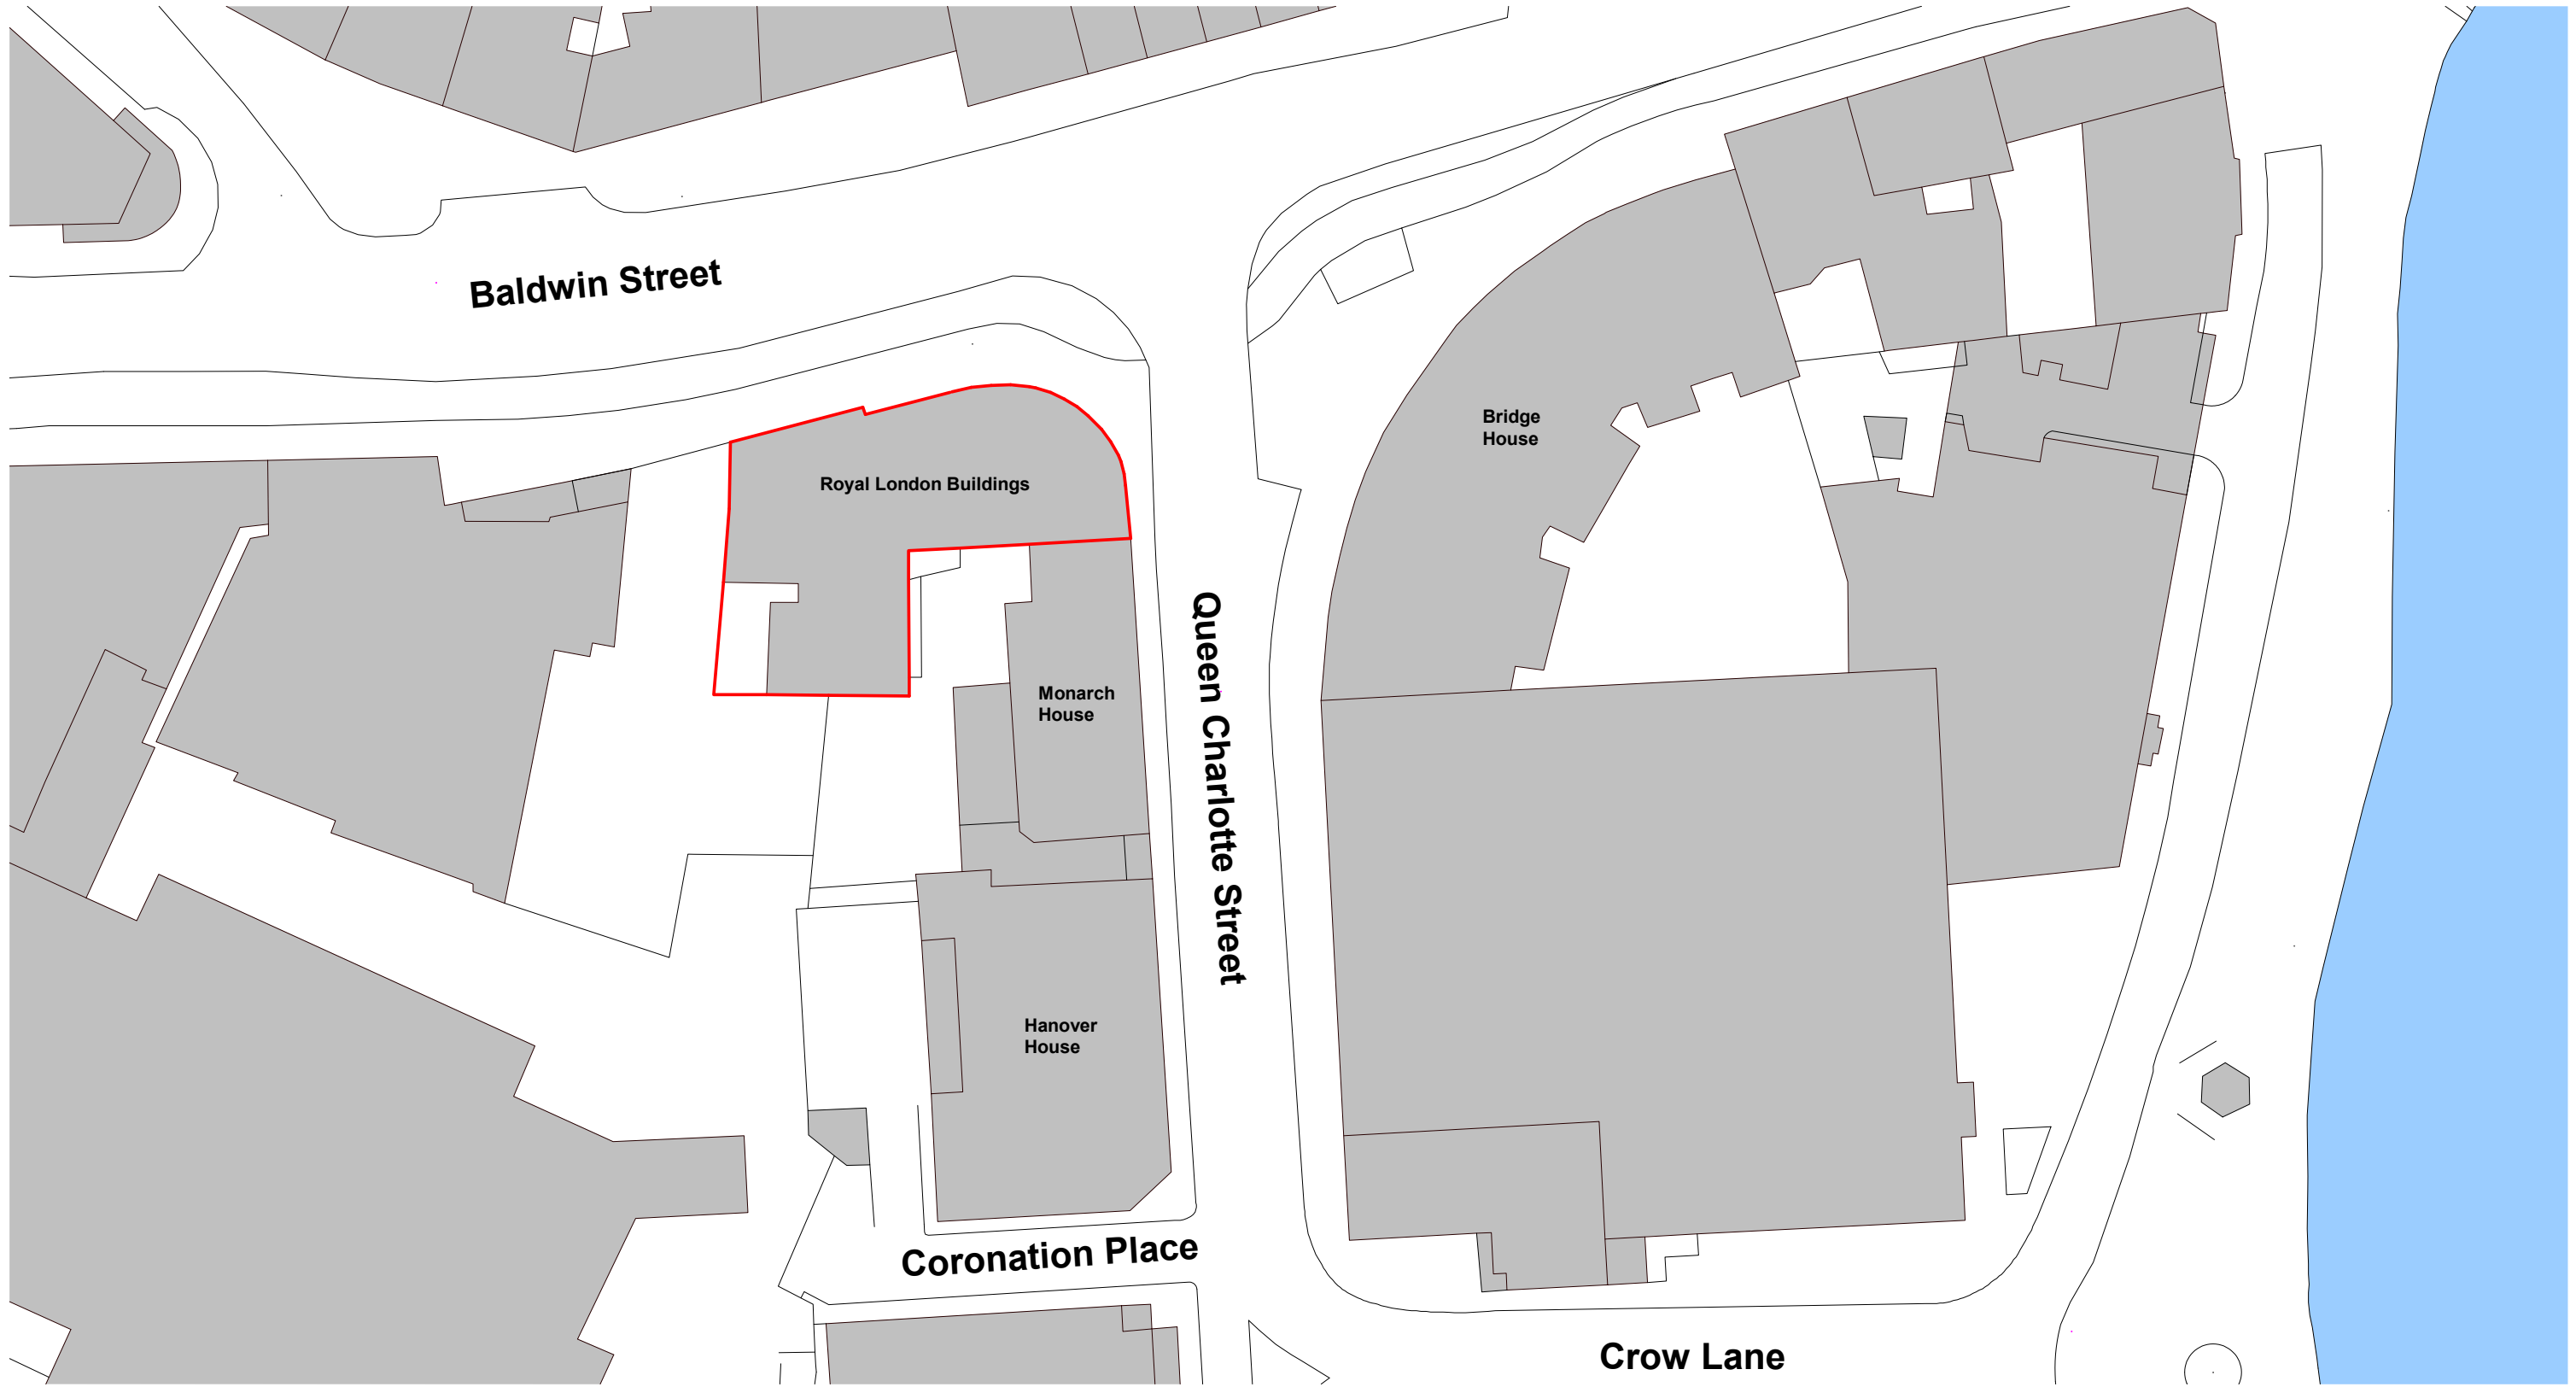 Baldwin Street
Bridge
House
Royal London Buildings
Queen Charlotte Street
Monarch
House
Hanover
House
Coronation Place
Crow Lane